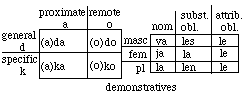 proximate remote
a o
subst. attrib.
nom obl. obl.
general
d (a)da (o)do
masc va les le
specific
k (a)ka (o)ko
fem ja la le
pl la len le
demonstratives